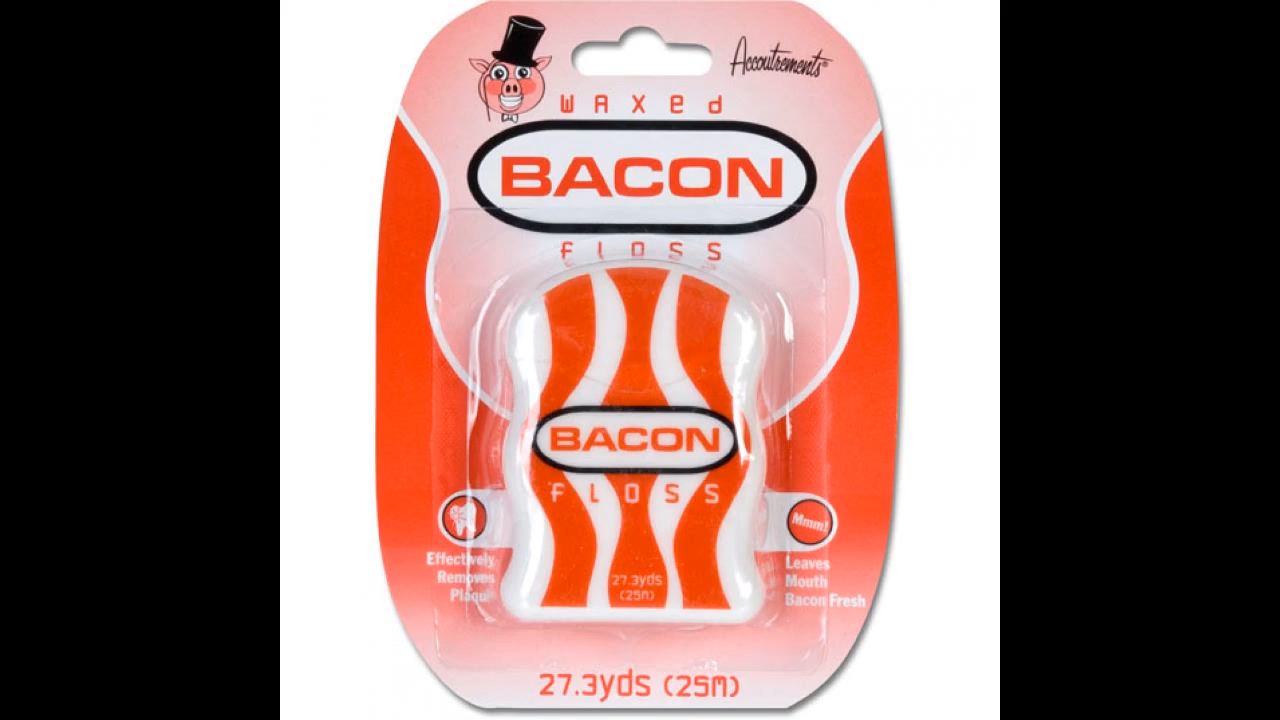 Accoutrements®
WAXED
BACON
FLOSS
BACON
FLOSS
27.3yds
(25M)
Effectively
Removes
Plaque
Mmm!
Leaves
Mouth
Bacon Fresh
27.3yds (25M)